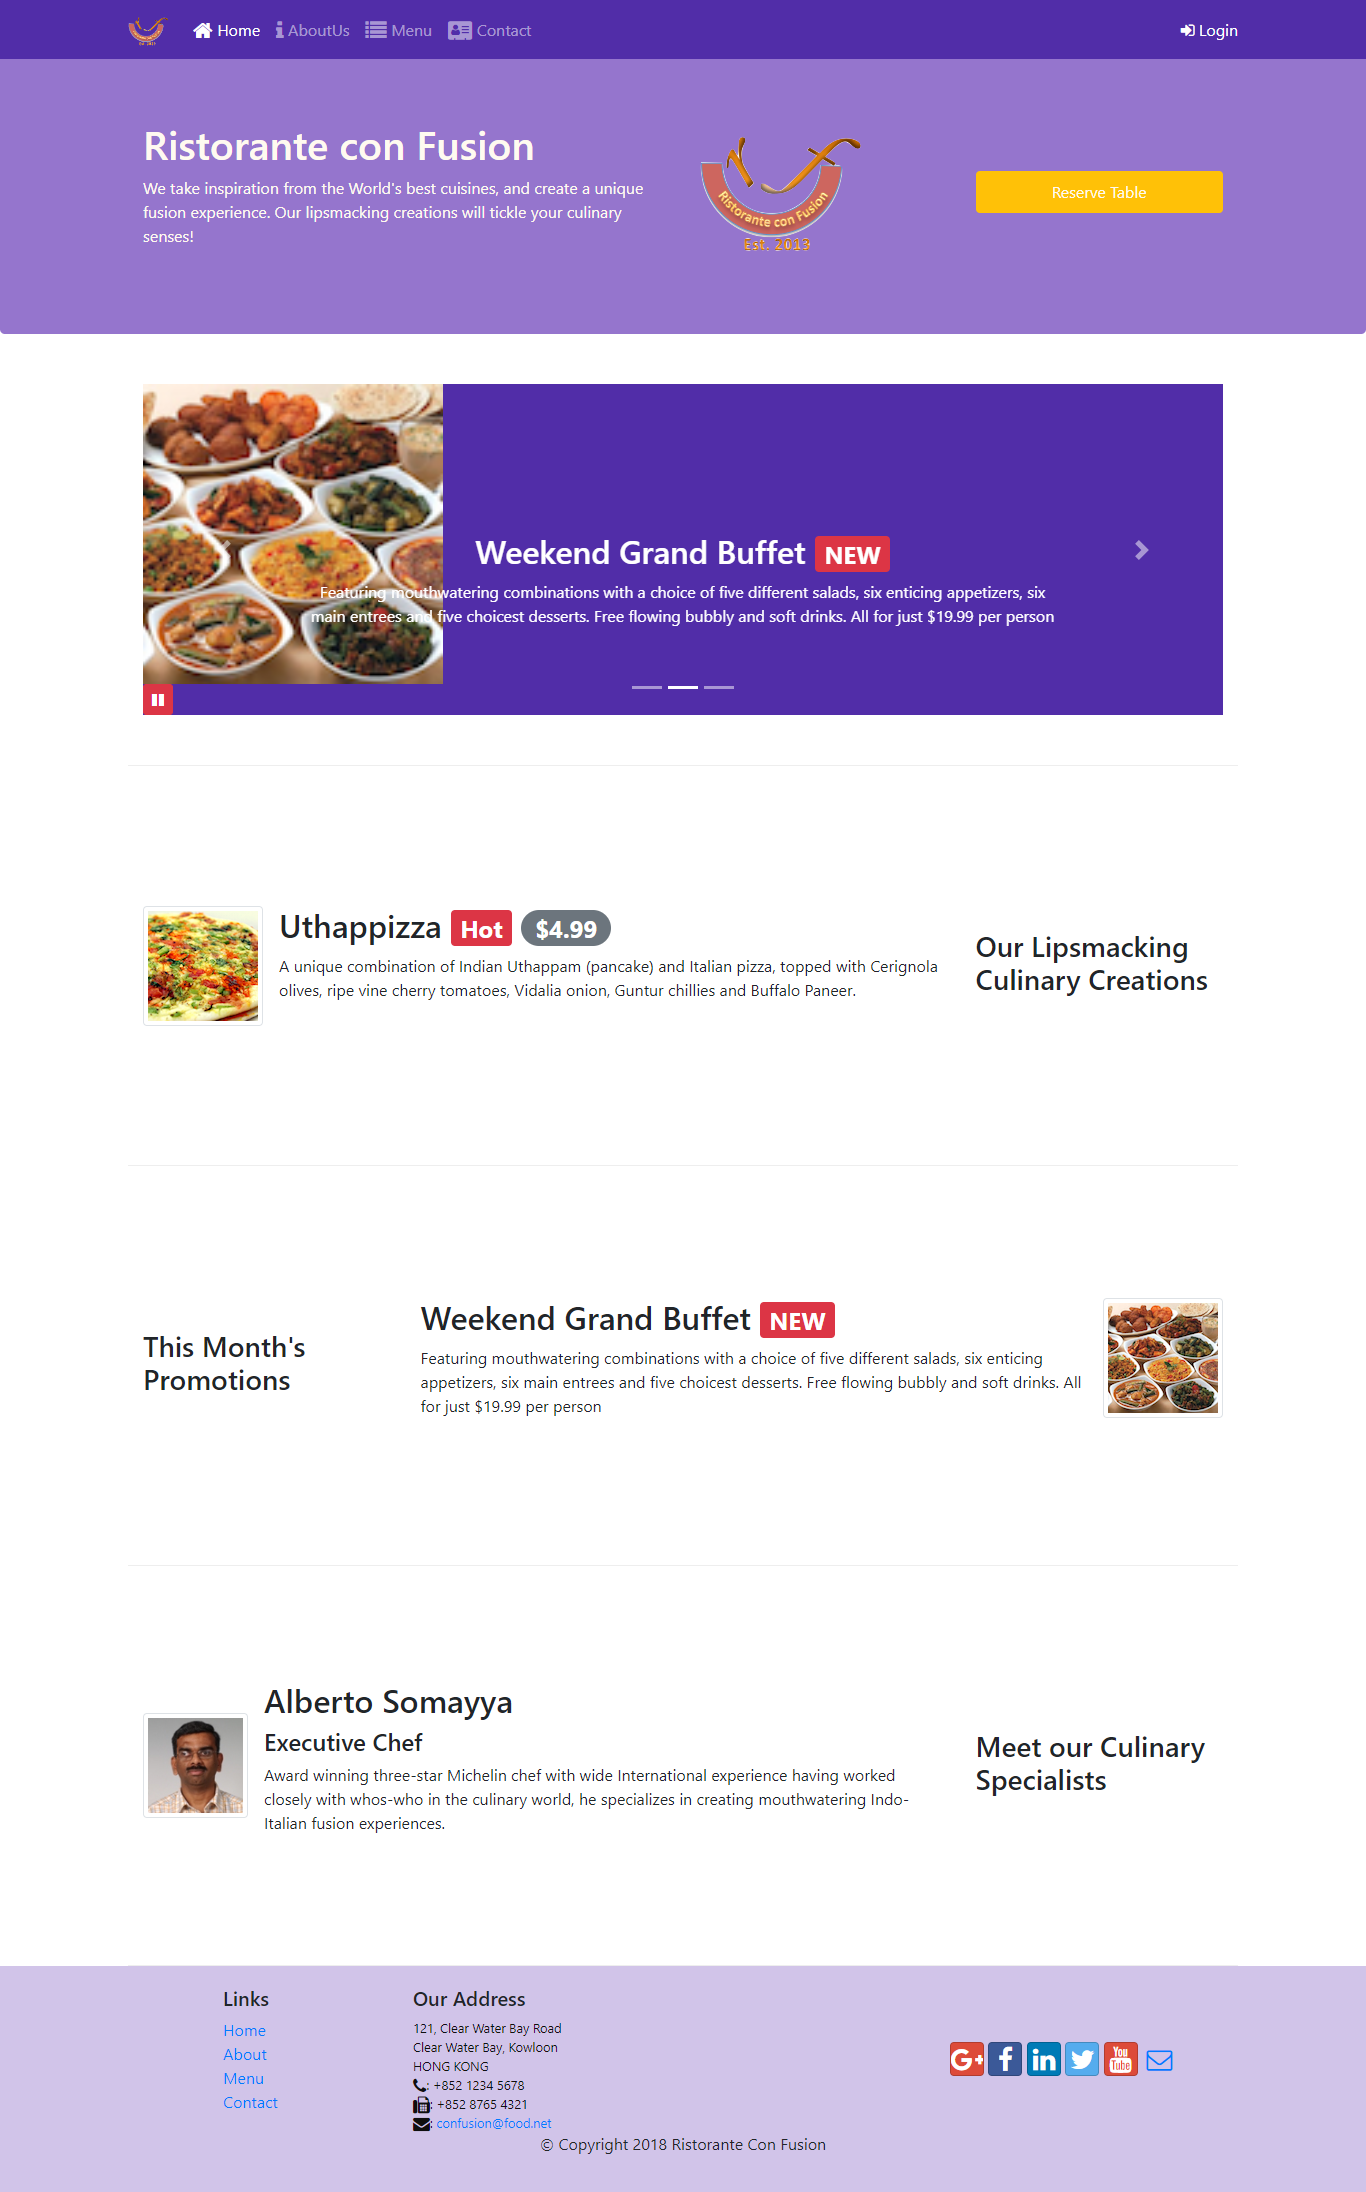 Home AboutUs Menu Contact Login
Ristorante con Fusion
We take inspiration from the World's best cuisines, and create a unique
fusion experience. Our lipsmacking creations will tickle your culinary
senses!
Ristorante con Fusion
Est. 2013
Reserve Table
Weekend Grand Buffet NEW
Featuring mouthwatering combinations with a choice of five different salads, six enticing appetizers, six
main entrees and five choicest desserts. Free flowing bubbly and soft drinks. All for just $19.99 per person
Uthappizza Hot $4.99
A unique combination of Indian Uthappam (pancake) and Italian pizza, topped with Cerignola
olives, ripe vine cherry tomatoes, Vidalia onion, Guntur chillies and Buffalo Paneer.
Our Lipsmacking
Culinary Creations
This Month's
Promotions
Weekend Grand Buffet NEW
Featuring mouthwatering combinations with a choice of five different salads, six enticing
appetizers, six main entrees and five choicest desserts. Free flowing bubbly and soft drinks. All
for just $19.99 per person
Alberto Somayya
Executive Chef
Award winning three-star Michelin chef with wide International experience having worked
closely with whos-who in the culinary world, he specializes in creating mouthwatering Indo-
Italian fusion experiences.
Meet our Culinary
Specialists
Links
Home
About
Menu
Contact
Our Address
121, Clear Water Bay Road
Clear Water Bay, Kowloon
HONG KONG
: +852 1234 5678
: +852 8765 4321
: confusion@food.net
G+ f in You Tube
© Copyright 2018 Ristorante Con Fusion